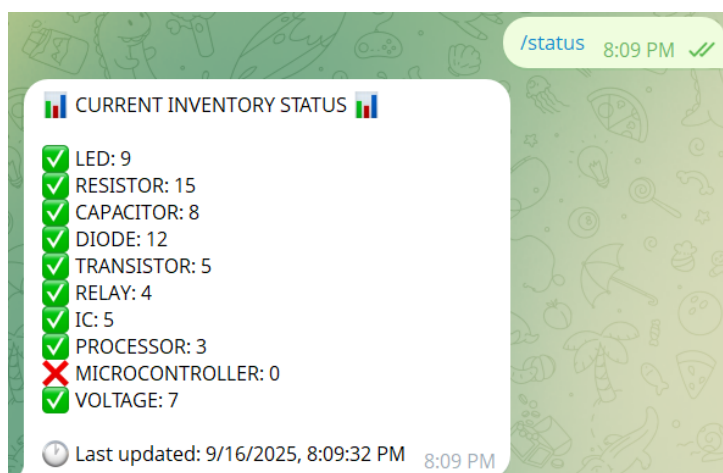 /status 8:09 PM
📊 CURRENT INVENTORY STATUS 📊
✅ LED: 9
✅ RESISTOR: 15
✅ CAPACITOR: 8
✅ DIODE: 12
✅ TRANSISTOR: 5
✅ RELAY: 4
✅ IC: 5
✅ PROCESSOR: 3
❌ MICROCONTROLLER: 0
✅ VOLTAGE: 7
🕐 Last updated: 9/16/2025, 8:09:32 PM 8:09 PM